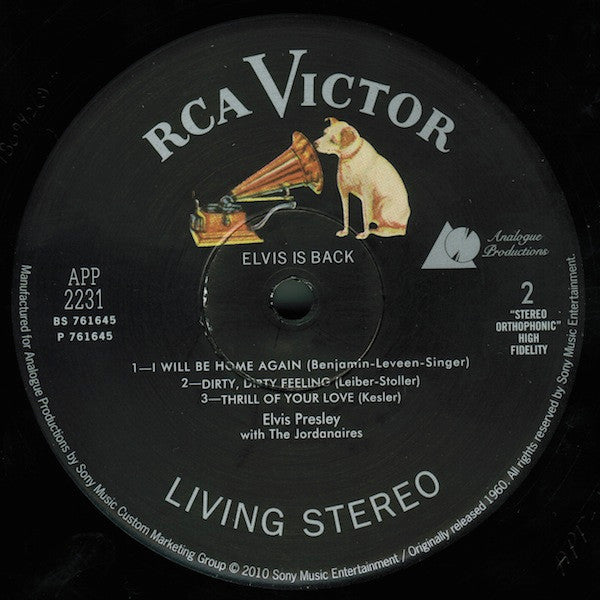 RCA VICTOR
ELVIS IS BACK
Analogue
Productions
APP
2231
BS 761645
P 761645
2
"STEREO
ORTHOPHONIC"
HIGH
FIDELITY
1—I WILL BE HOME AGAIN (Benjamin-Leveen-Singer)
2—DIRTY, DIRTY FEELING (Leiber-Stoller)
3—THRILL OF YOUR LOVE (Kesler)
Elvis Presley
with The Jordanaires
LIVING STEREO
Manufactured for Analogue Productions by Sony Music Custom Marketing Group © 2010 Sony Music Entertainment / Originally released 1960. All rights reserved by Sony Music Entertainment.